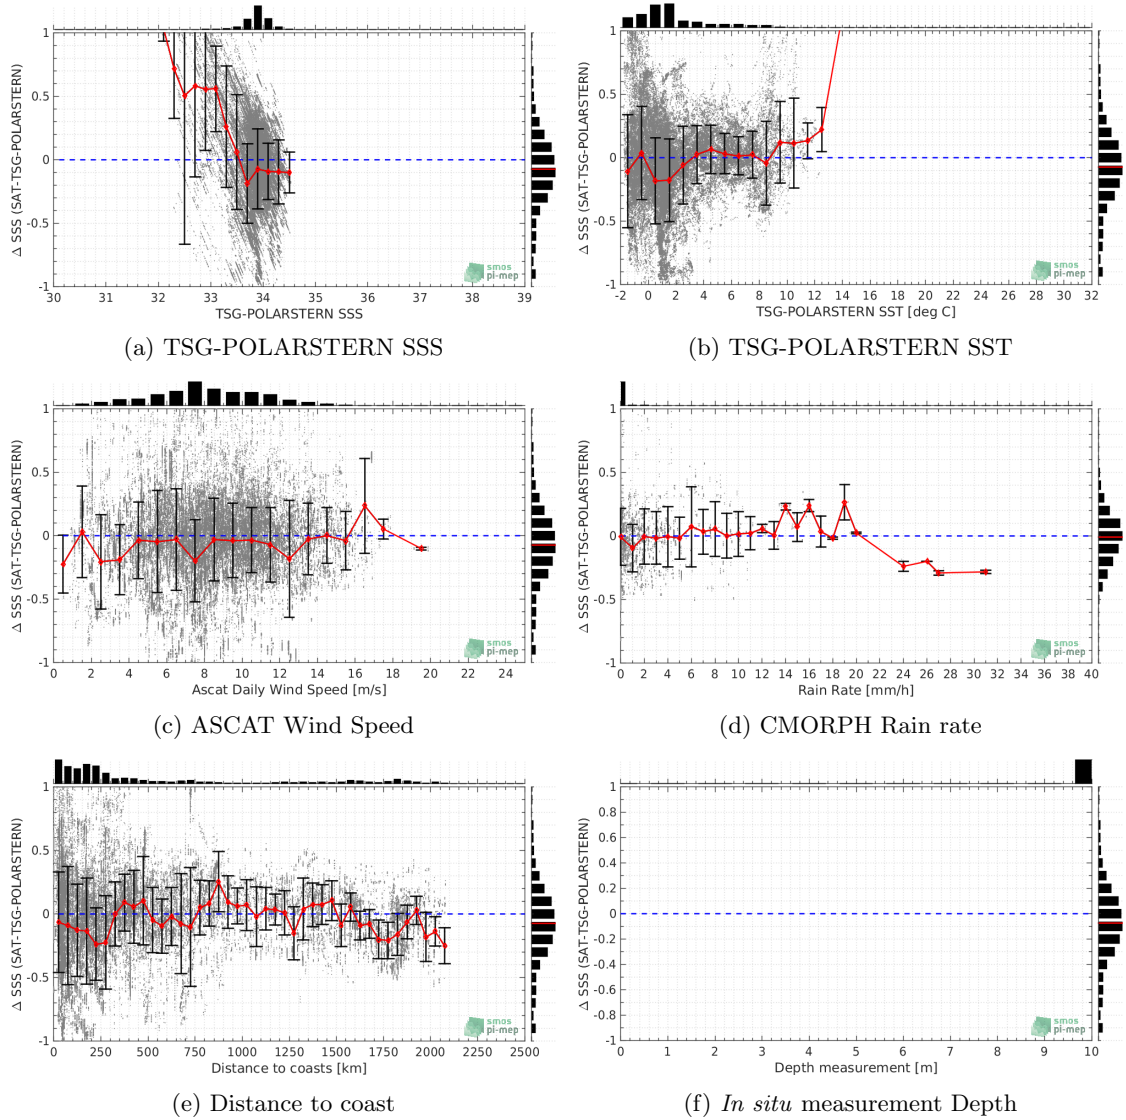 1
0.5
0
-0.5
-1
Δ SSS (SAT-TSG-POLARSTERN)
30 31 32 33 34 35 36 37 38 39
TSG-POLARSTERN SSS
smos
pi-mep
(a) TSG-POLARSTERN SSS
1
0.5
0
-0.5
-1
Δ SSS (SAT-TSG-POLARSTERN)
-2 0 2 4 6 8 10 12 14 16 18 20 22 24 26 28 30 32
TSG-POLARSTERN SST [deg C]
smos
pi-mep
(b) TSG-POLARSTERN SST
1
0.5
0
-0.5
-1
Δ SSS (SAT-TSG-POLARSTERN)
0 2 4 6 8 10 12 14 16 18 20 22 24
Ascat Daily Wind Speed [m/s]
smos
pi-mep
(c) ASCAT Wind Speed
1
0.5
0
-0.5
-1
Δ SSS (SAT-TSG-POLARSTERN)
0 2 4 6 8 10 12 14 16 18 20 22 24 26 28 30 32 34 36 38 40
Rain Rate [mm/h]
smos
pi-mep
(d) CMORPH Rain rate
1
0.5
0
-0.5
-1
Δ SSS (SAT-TSG-POLARSTERN)
0 250 500 750 1000 1250 1500 1750 2000 2250 2500
Distance to coasts [km]
smos
pi-mep
(e) Distance to coast
1
0.8
0.6
0.4
0.2
0
-0.2
-0.4
-0.6
-0.8
-1
Δ SSS (SAT-TSG-POLARSTERN)
0 1 2 3 4 5 6 7 8 9 10
Depth measurement [m]
smos
pi-mep
(f) In situ measurement Depth